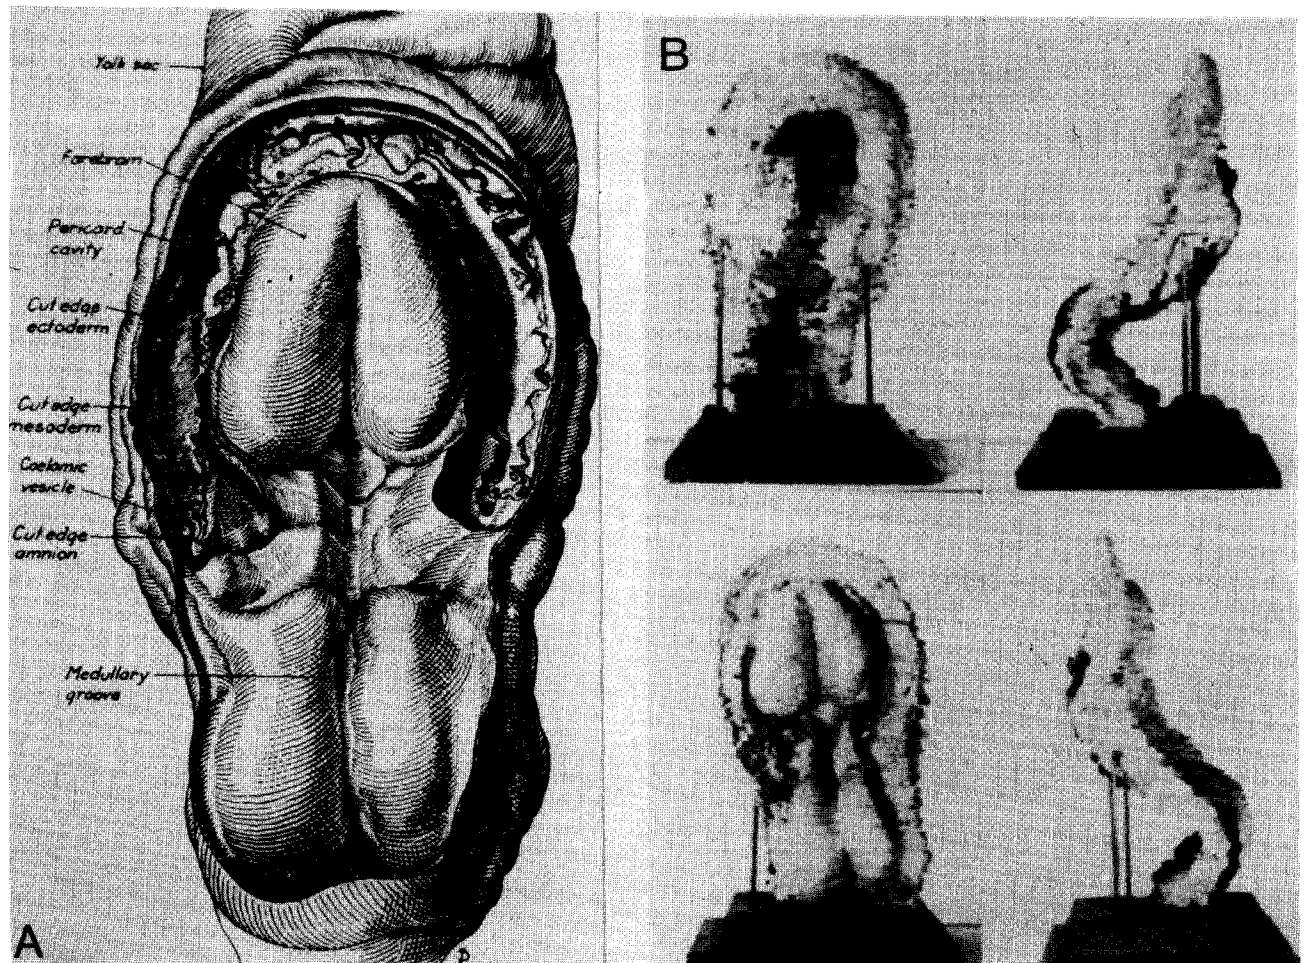 Yolk sac
Forebrain
Pericard
cavity
Cut edge
ectoderm
Cut edge
mesoderm
Coelomic
vesicle
Cut edge
amnion
Medullary
groove
A
B